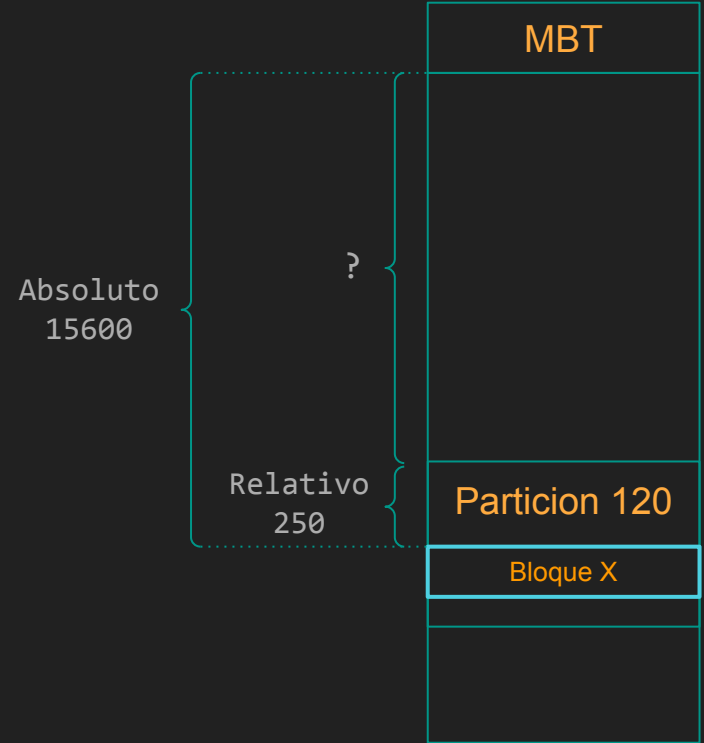 MBT
?
Absoluto
15600
Relativo
250
Particion 120
Bloque X